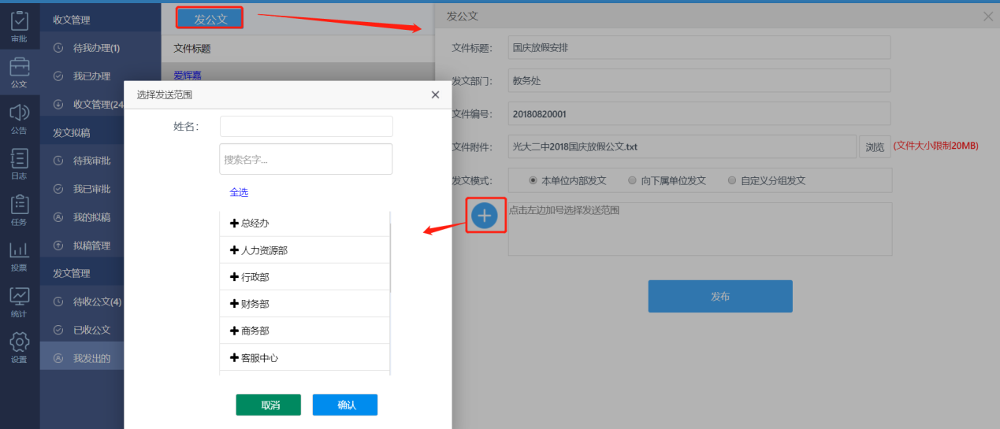 审批
公文
公告
日志
任务
投票
统计
设置
收文管理
待我办理(1)
我已办理
收文管理(24
发文拟稿
待我审批
我已审批
我的拟稿
拟稿管理
发文管理
待收公文(4)
已收公文
我发出的
发公文
文件标题
爱辉嘉
选择发送范围
姓名：
搜索名字...
全选
总经办
人力资源部
行政部
财务部
商务部
客服中心
取消 确认
发公文
文件标题： 国庆放假安排
发文部门： 教务处
文件编号： 20180820001
文件附件： 光大二中2018国庆放假公文.txt 浏览 (文件大小限制20MB)
发文模式： 本单位内部发文 向下属单位发文 自定义分组发文
点击左边加号选择发送范围
发布